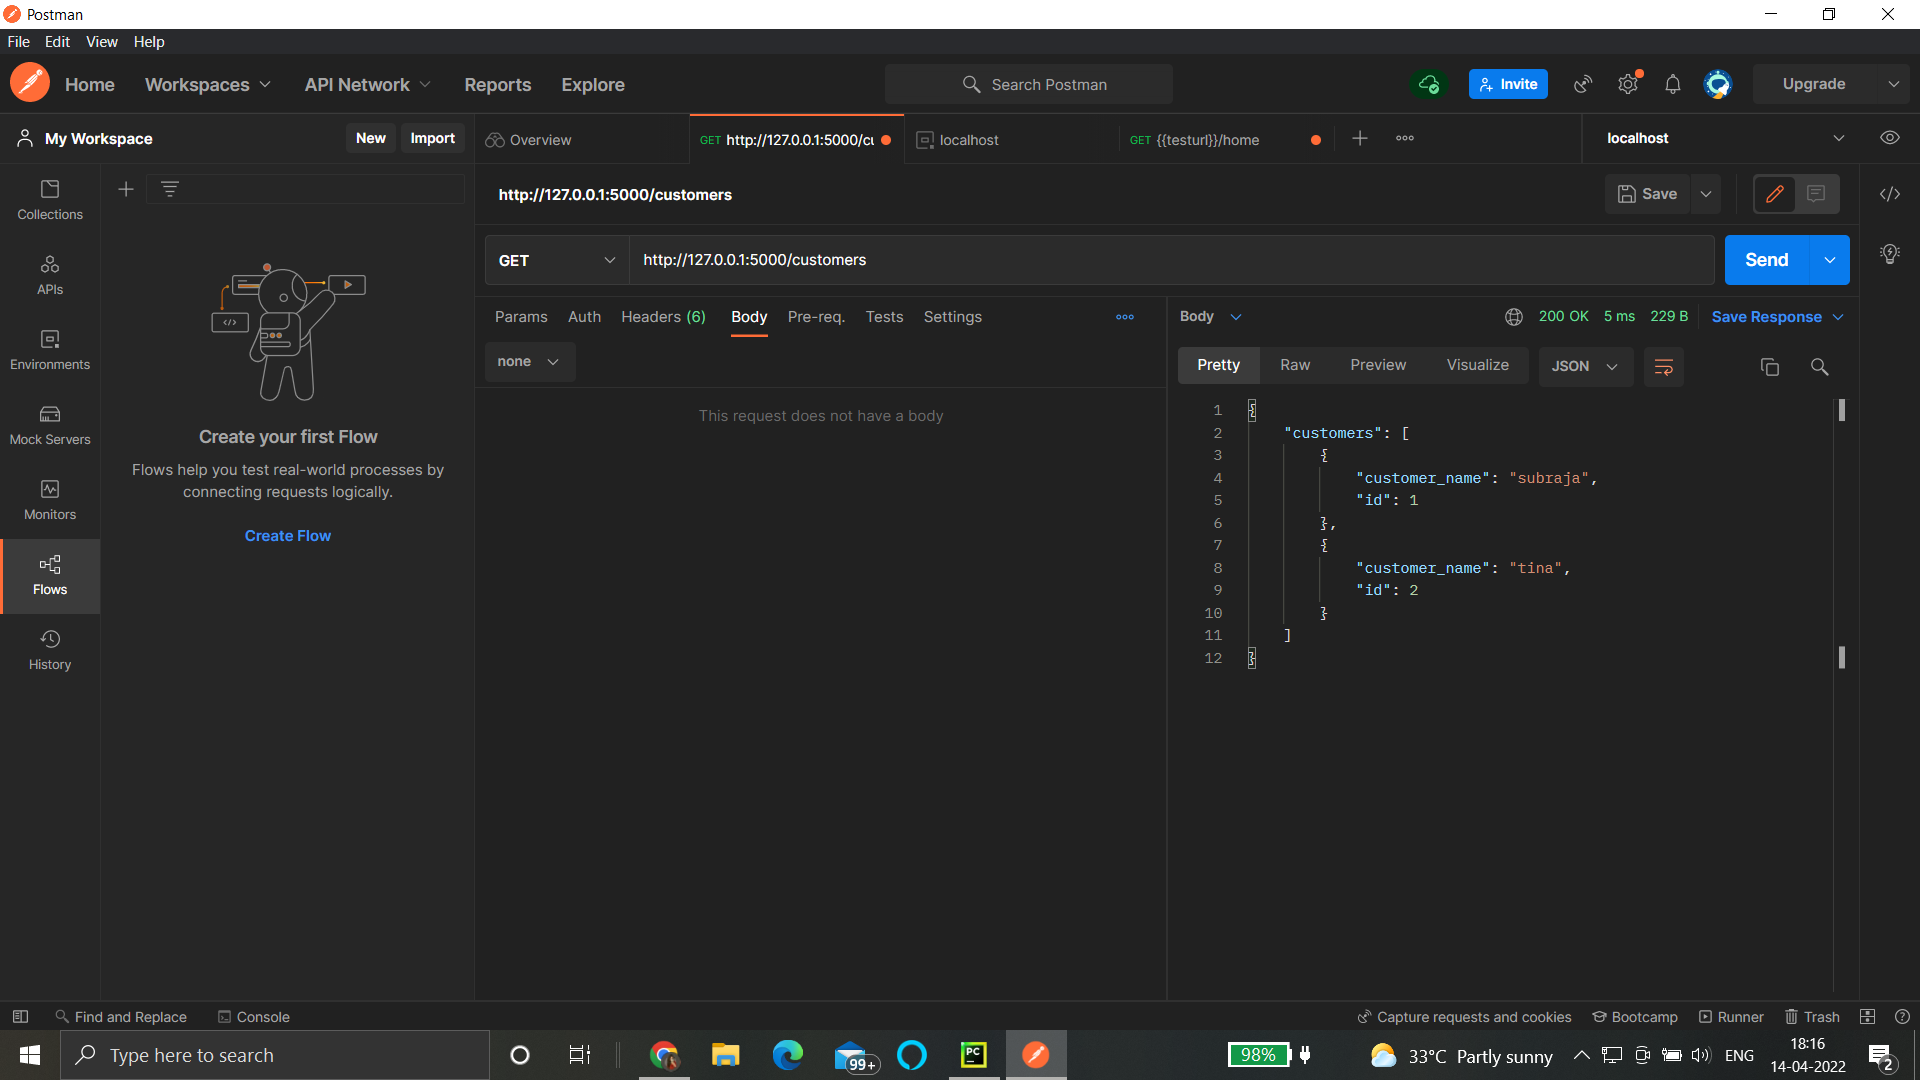 Postman
File Edit View Help
Home Workspaces API Network Reports Explore Search Postman Invite Upgrade
My Workspace New Import Overview GET http://127.0.0.1:5000/cu localhost GET {{testurl}}/home localhost
http://127.0.0.1:5000/customers Save
Collections
GET http://127.0.0.1:5000/customers Send
APIs
Params Auth Headers (6) Body Pre-req. Tests Settings Body 200 OK 5 ms 229 B Save Response
Environments
none Pretty Raw Preview Visualize JSON
This request does not have a body
Mock Servers
Create your first Flow
Flows help you test real-world processes by
connecting requests logically.
Monitors
Create Flow
Flows
History
1 {
2 "customers": [
3 {
4 "customer_name": "subraja",
5 "id": 1
6 },
7 {
8 "customer_name": "tina",
9 "id": 2
10 }
11 ]
12 }
Find and Replace Console Capture requests and cookies Bootcamp Runner Trash
Type here to search PC 99+ 98% 33°C Partly sunny ENG 18:16
14-04-2022 2